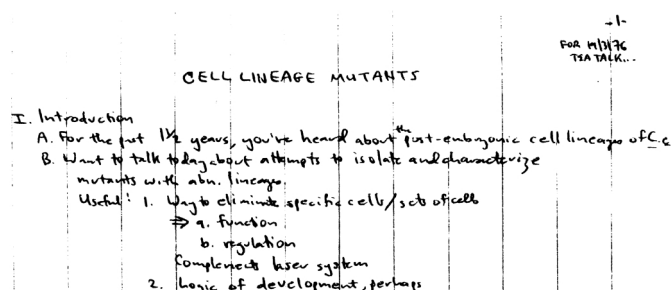 -1-
FOR 12/3/76
TEA TALK...
CELL LINEAGE MUTANTS
I. Introduction
A. For the past 1½ years, you've heard about the post-embryonic cell lineages of C.e
B. Want to talk today about attempts to isolate and characterize
mutants with abn. lineages.
Useful: 1. Way to eliminate specific cells/sets of cells
⇒ a. function
b. regulation
Complements laser system
2. Logic of development, perhaps